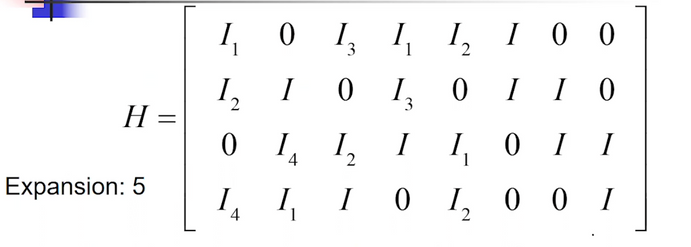 I₁ 0 I₃ I₁ I₂ I 0 0
I₂ I 0 I₃ 0 I I 0
H =
0 I₄ I₂ I I₁ 0 I I
Expansion: 5
I₄ I₁ I 0 I₂ 0 0 I